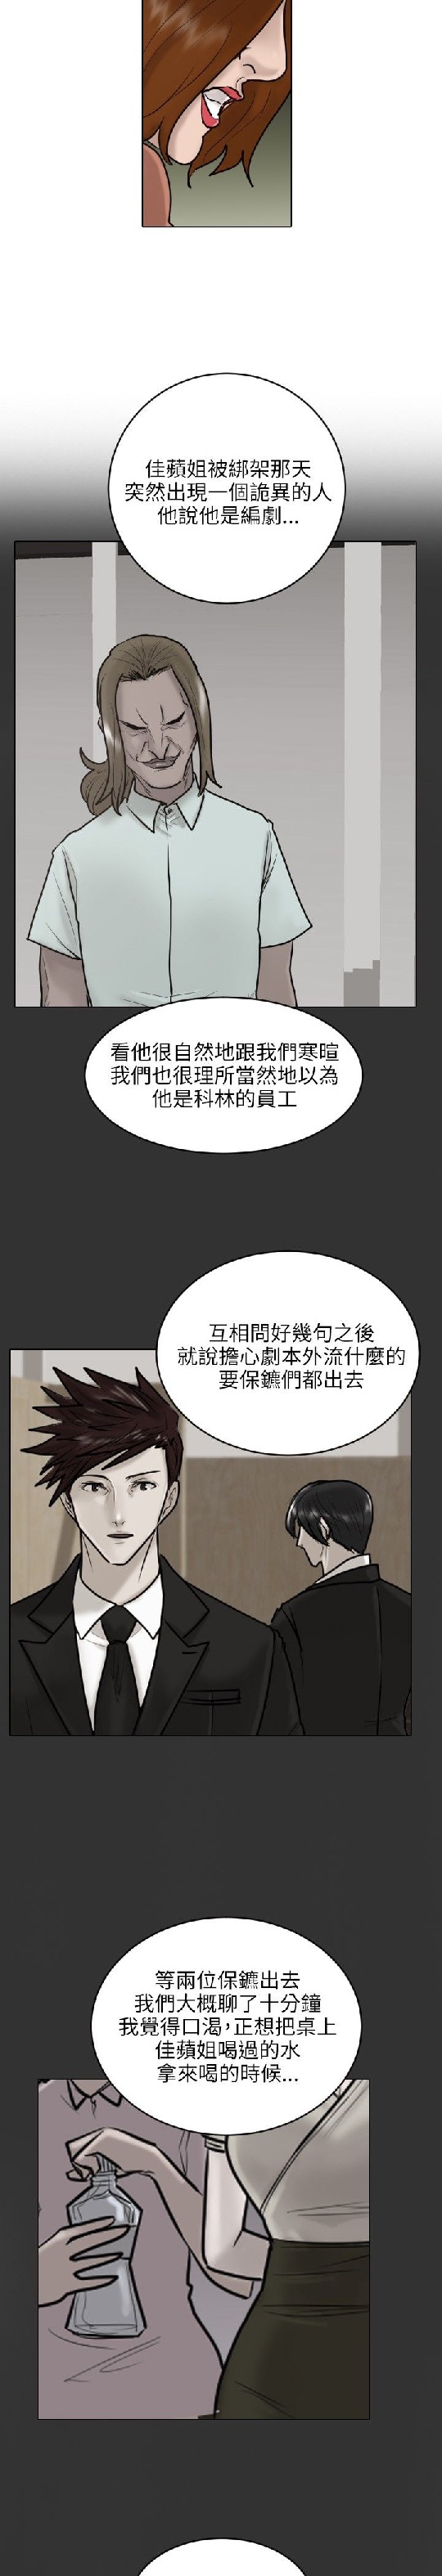 佳蘋姐被綁架那天
突然出現一個詭異的人
他說他是編劇...
看他很自然地跟我們寒暄
我們也很理所當然地以為
他是科林的員工
互相問好幾句之後
就說擔心劇本外流什麼的
要保鑣們都出去
等兩位保鑣出去
我們大概聊了十分鐘
我覺得口渴,正想把桌上
佳蘋姐喝過的水
拿來喝的時候...